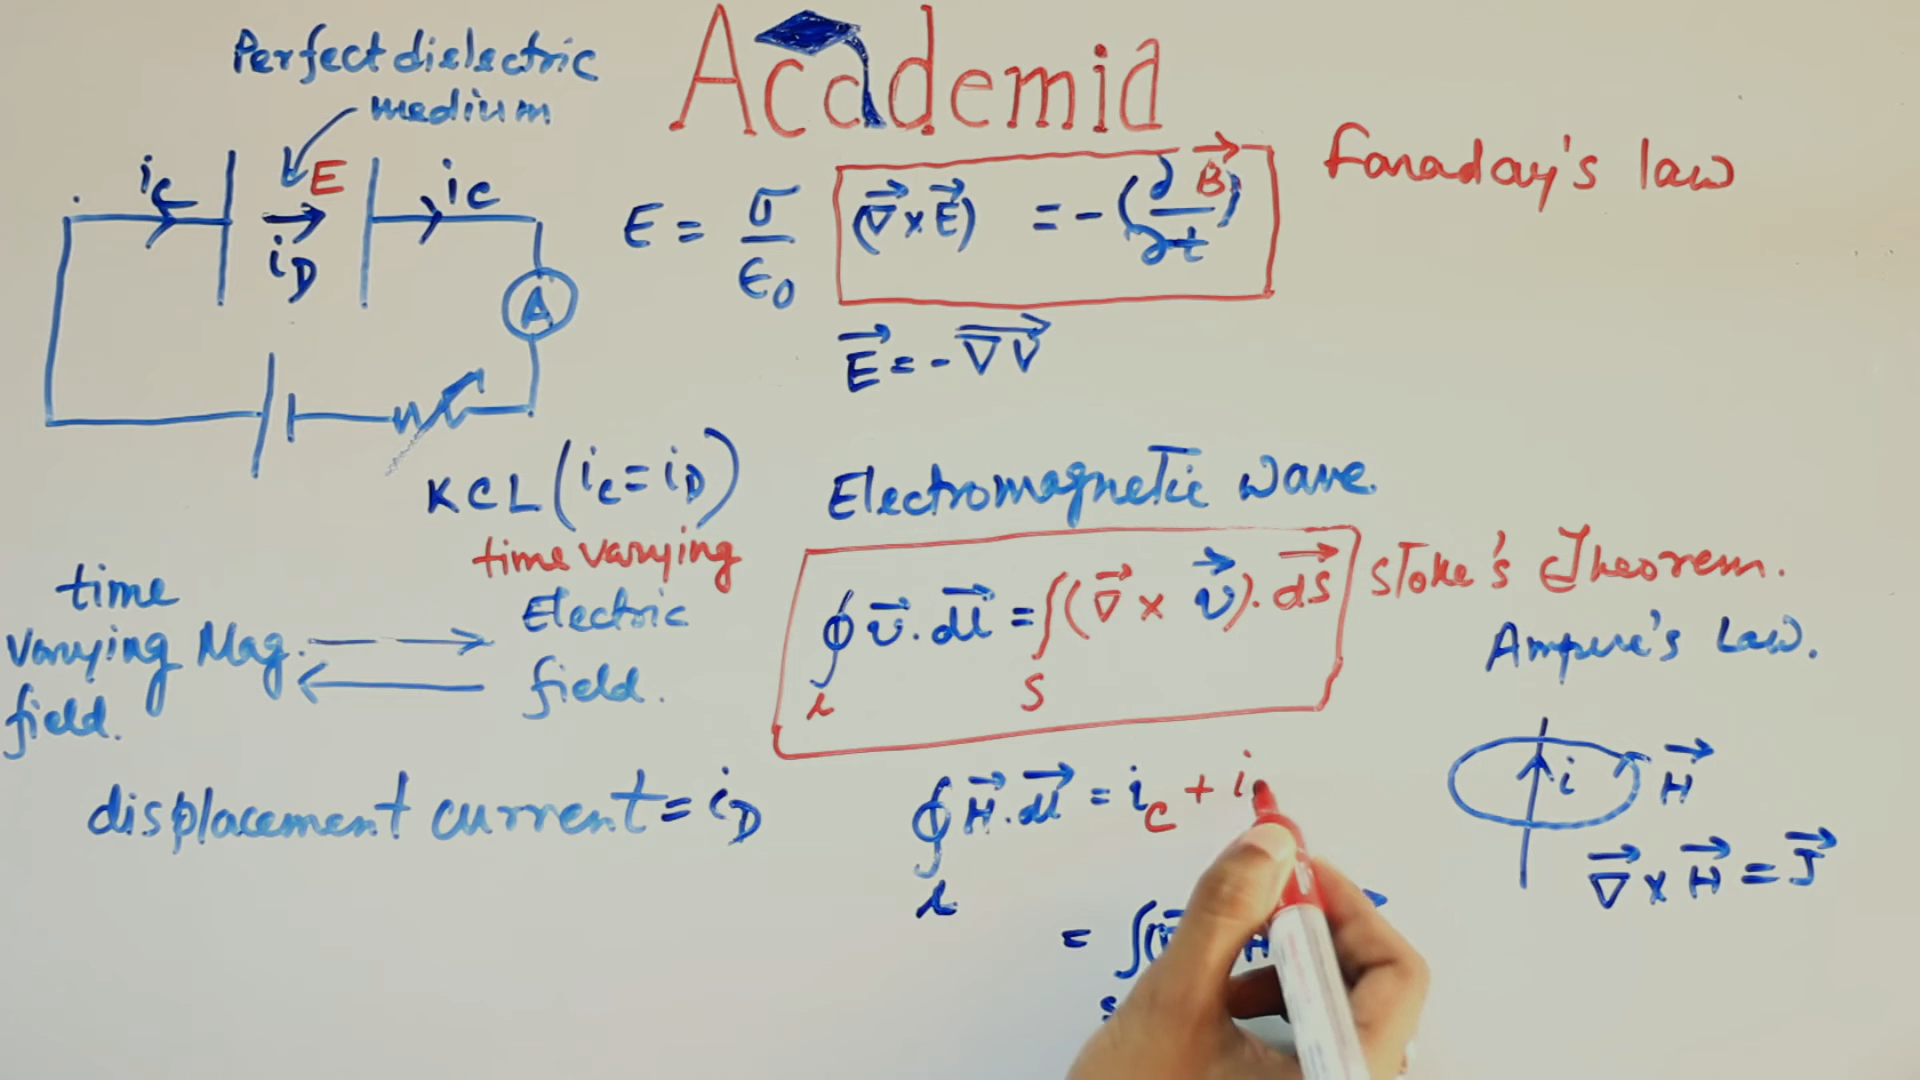 Academia
Perfect dielectric
medium
E
ic
ic
iD
A
E = σ/ε0
(∇⃗×E⃗) = -(∂B⃗/∂t)
Faraday's law
E⃗ = -∇⃗V⃗
KCL (ic = iD)
Electromagnetic wave.
time
varying Mag.
field.
time varying
Electric
field.
∮ v⃗. dl⃗ = ∫(∇⃗ × v⃗). dS⃗
l S
Stoke's Theorem.
Ampere's Law.
displacement current = iD
∮ H⃗. dl⃗ = ic + i
l
= ∫(
S
H
i
H⃗
∇⃗ × H⃗ = J⃗